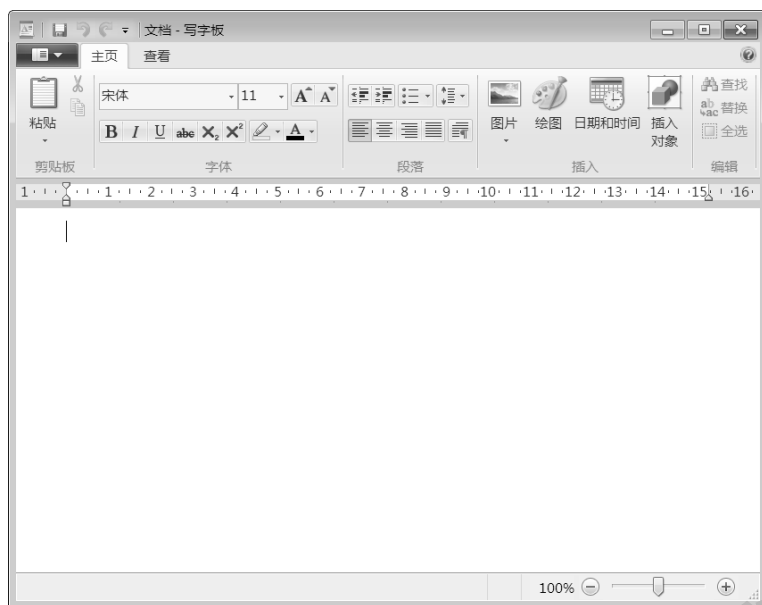 文档 - 写字板
主页 查看
粘贴
剪贴板
宋体 11 A A
B I U abc X₂ X² A
字体
段落
图片 绘图 日期和时间 插入对象
插入
查找
替换
全选
编辑
1 1 2 3 4 5 6 7 8 9 10 11 12 13 14 15 16
100%